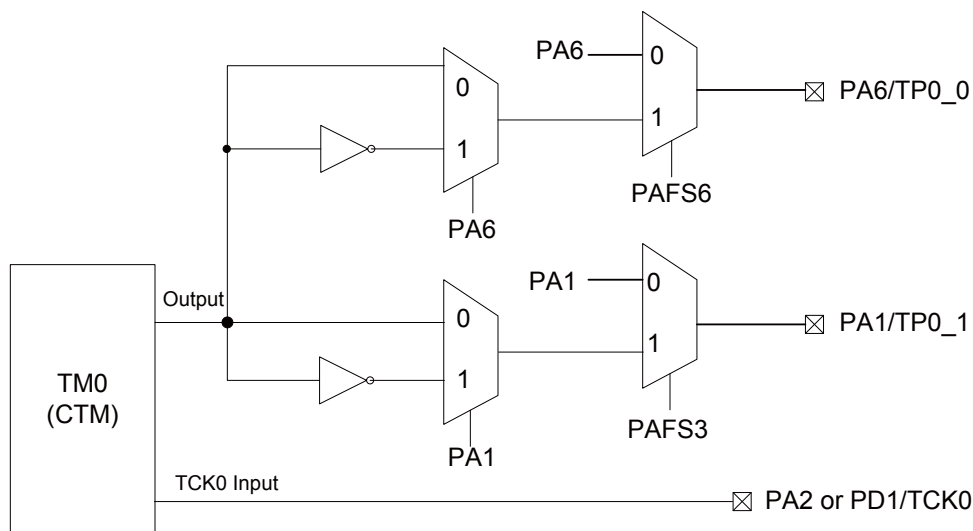 PA6
0
PA6/TP0_0
0
1
1
PAFS6
PA6
PA1
0
Output
0
1
PA1/TP0_1
1
TM0
(CTM)
PAFS3
PA1
TCK0 Input
PA2 or PD1/TCK0